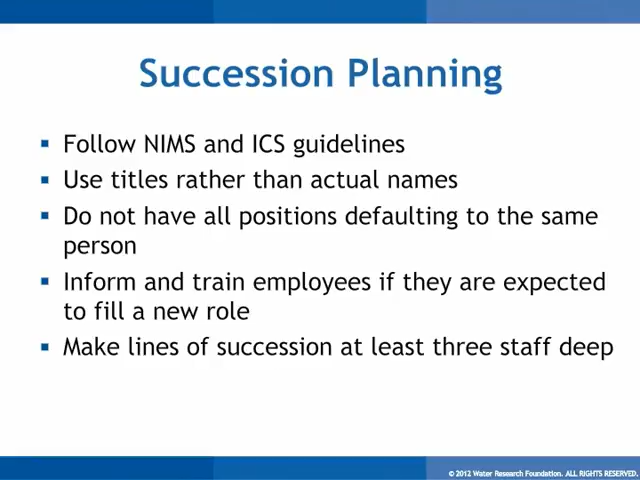 Succession Planning
▪ Follow NIMS and ICS guidelines
▪ Use titles rather than actual names
▪ Do not have all positions defaulting to the same
person
▪ Inform and train employees if they are expected
to fill a new role
▪ Make lines of succession at least three staff deep
© 2012 Water Research Foundation. ALL RIGHTS RESERVED.